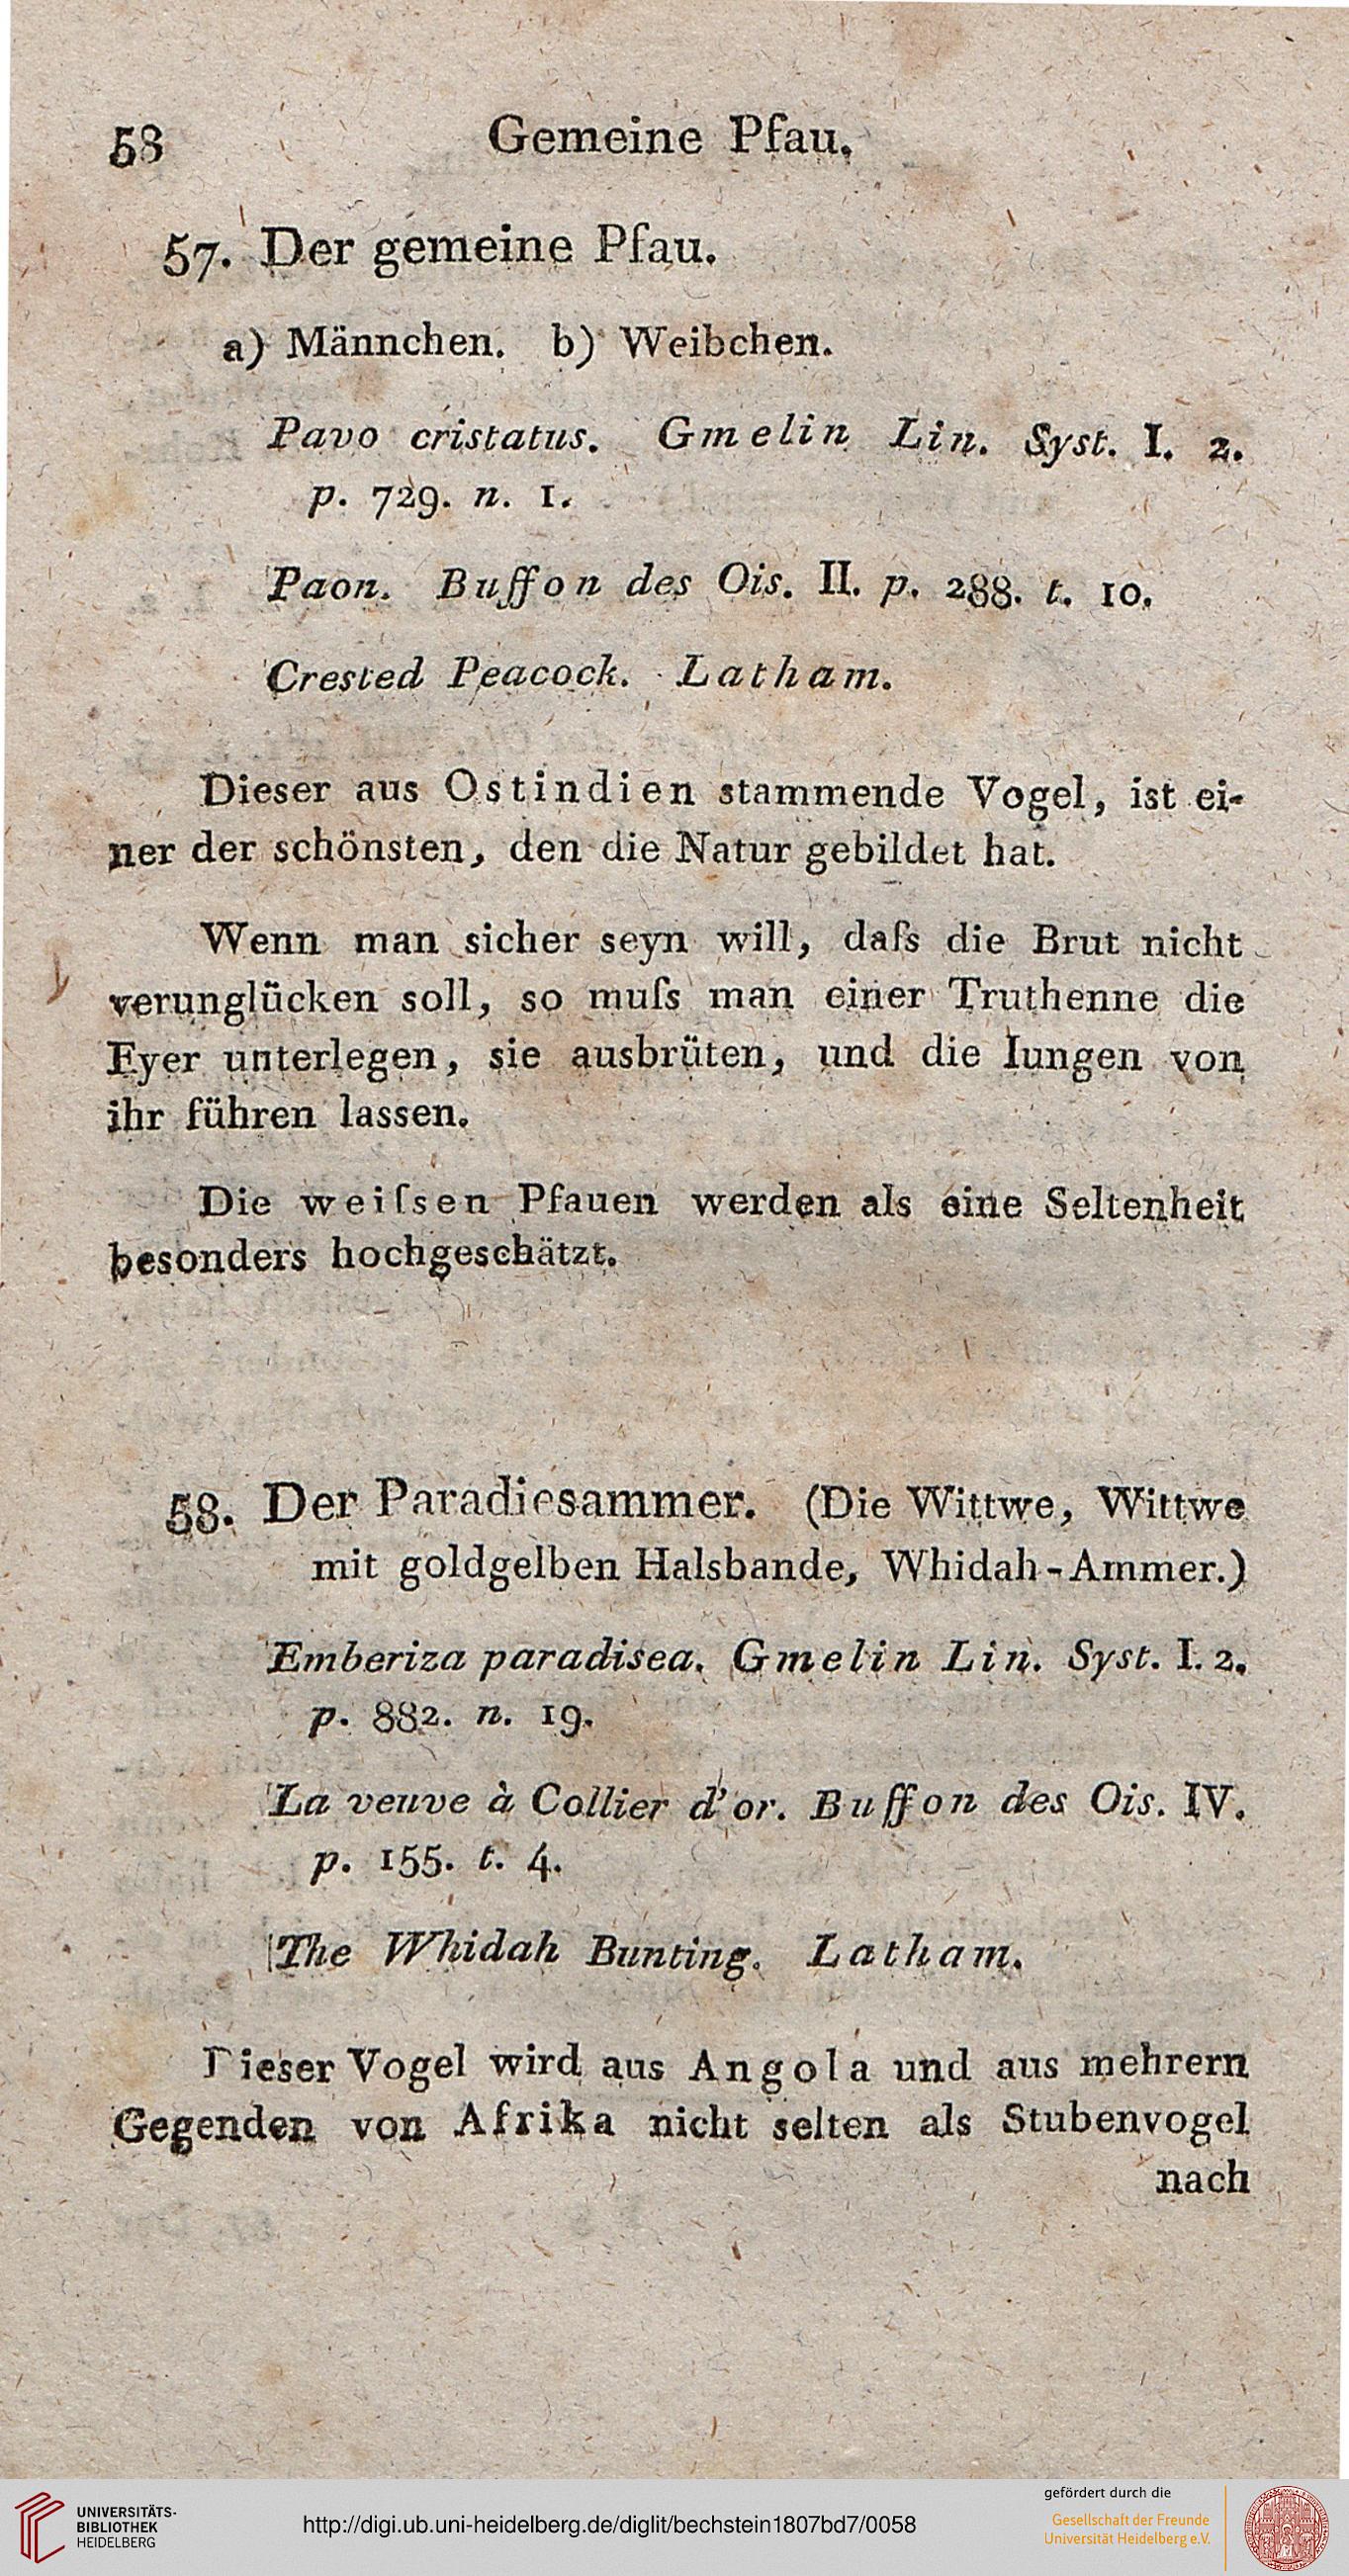 58 Gemeine Pfau.
57. Der gemeine Pfau.
a) Männchen. b) Weibchen.
Pavo cristatus. Gmelin Lin. Syst. I. 2.
p. 729. n. 1.
Paon. Buffon des Ois. II. p. 288. t. 10.
Crested Peacock. Latham.
Dieser aus Ostindien stammende Vogel, ist ei-
ner der schönsten, den die Natur gebildet hat.
Wenn man sicher seyn will, daſs die Brut nicht
verunglücken soll, so muſs man einer Truthenne die
Eyer unterlegen, sie ausbrüten, und die Iungen von
ihr führen lassen.
Die weiſsen Pfauen werden als eine Seltenheit
besonders hochgeschätzt.
58. Der Paradiesammer. (Die Wittwe, Wittwe
mit goldgelben Halsbande, Whidah-Ammer.)
Emberiza paradisea. Gmelin Lin. Syst. I. 2.
p. 882. n. 19.
La veuve à Collier d'or. Buffon des Ois. IV.
p. 155. t. 4.
The Whidah Bunting. Latham.
Dieser Vogel wird aus Angola und aus mehrern
Gegenden von Afrika nicht selten als Stubenvogel
nach
UNIVERSITÄTS-
BIBLIOTHEK
HEIDELBERG
http://digi.ub.uni-heidelberg.de/diglit/bechstein1807bd7/0058
gefördert durch die
Gesellschaft der Freunde
Universität Heidelberg e.V.